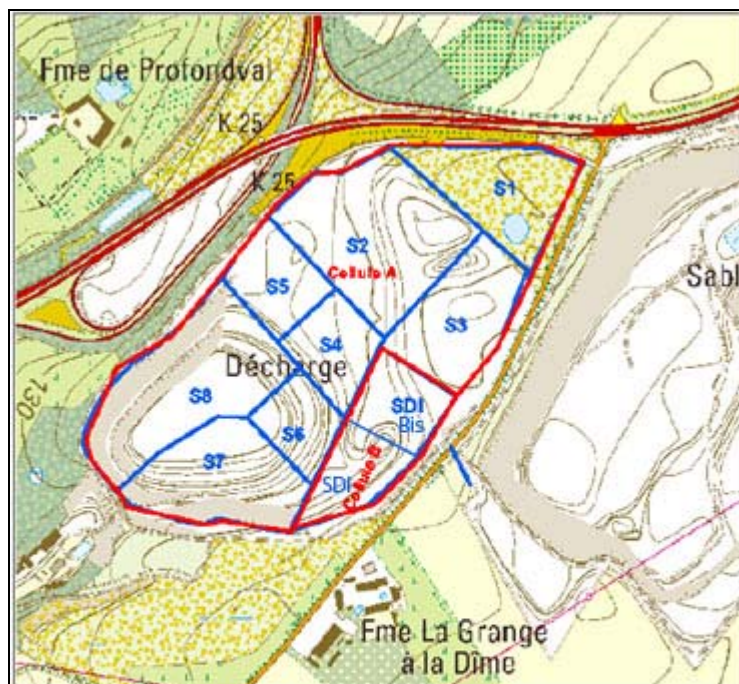 Fme de Profondval
K 25
K 25
S1
S2
Cellule A
Sabl
S5
S3
S4
Décharge
S8
SDI
Bis
130
S6
S7
SDI
Cellule B
Fme La Grange
à la Dîme